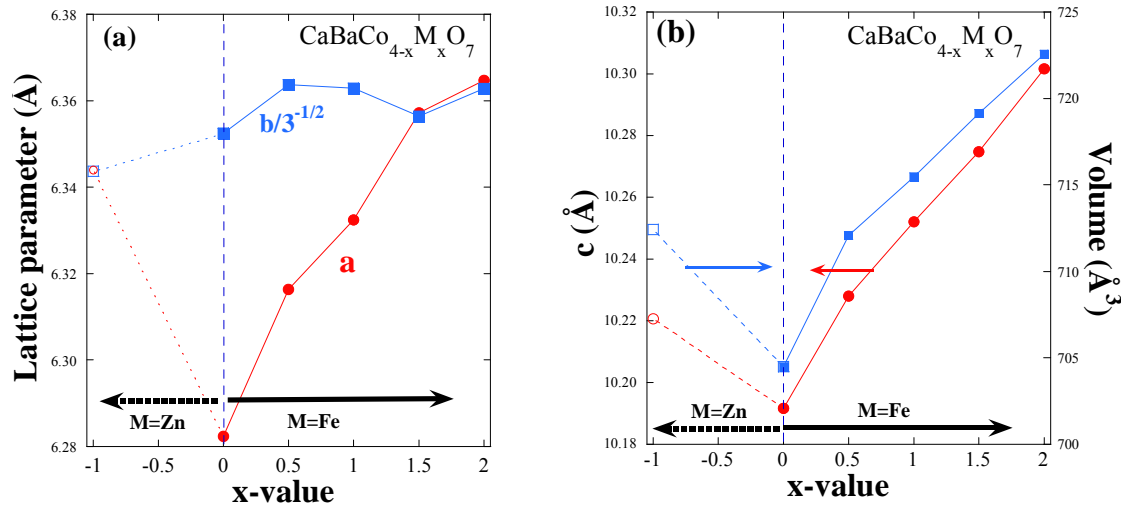 (a)
CaBaCo4-xMxO7
6.38
6.36
6.34
6.32
6.30
6.28
Lattice parameter (Å)
b/3^-1/2
a
M=Zn
M=Fe
-1 -0.5 0 0.5 1 1.5 2
x-value
(b)
CaBaCo4-xMxO7
10.32
10.30
10.28
10.26
10.24
10.22
10.20
10.18
c (Å)
725
720
715
710
705
700
Volume (Å^3)
M=Zn
M=Fe
-1 -0.5 0 0.5 1 1.5 2
x-value